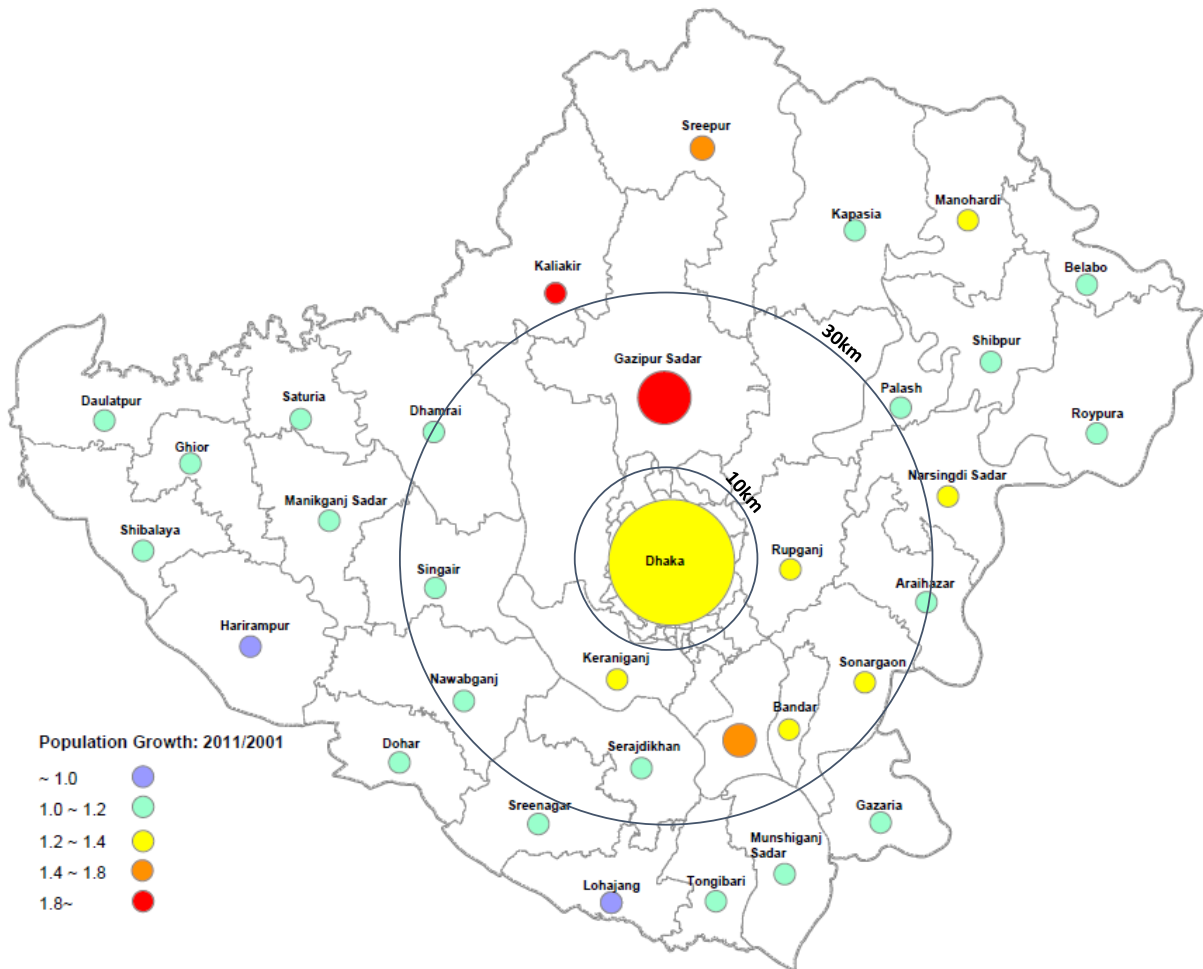 Sreepur
Manohardi
Kapasia
Kaliakir
Belabo
30km
Shibpur
Gazipur Sadar
Palash
Daulatpur
Saturia
Dhamrai
Roypura
Ghior
Narsingdi Sadar
10km
Manikganj Sadar
Shibalaya
Rupganj
Dhaka
Singair
Araihazar
Harirampur
Keraniganj
Sonargaon
Nawabganj
Bandar
Population Growth: 2011/2001
~ 1.0
1.0 ~ 1.2
1.2 ~ 1.4
1.4 ~ 1.8
1.8~
Dohar
Serajdikhan
Sreenagar
Gazaria
Munshiganj
Sadar
Lohajang
Tongibari